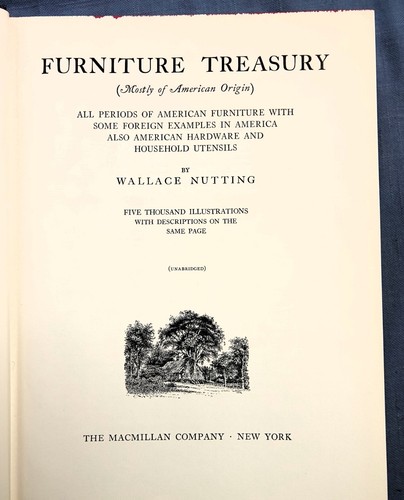 FURNITURE TREASURY
(Mostly of American Origin)
ALL PERIODS OF AMERICAN FURNITURE WITH
SOME FOREIGN EXAMPLES IN AMERICA
ALSO AMERICAN HARDWARE AND
HOUSEHOLD UTENSILS
BY
WALLACE NUTTING
FIVE THOUSAND ILLUSTRATIONS
WITH DESCRIPTIONS ON THE
SAME PAGE
(UNABRIDGED)
THE MACMILLAN COMPANY · NEW YORK